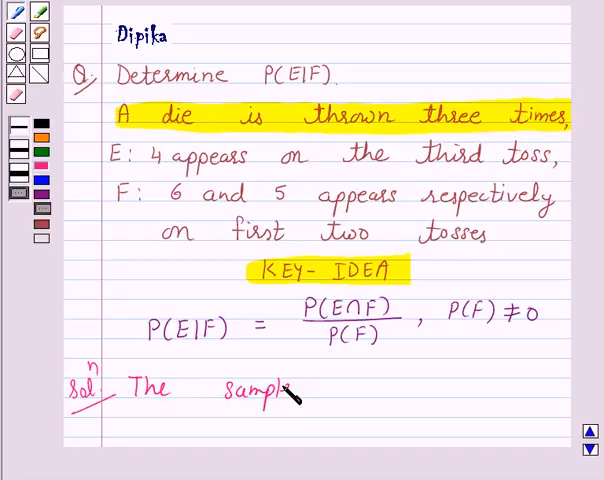 Dipika
Q. Determine P(E|F).
A die is thrown three times,
E: 4 appears on the third toss,
F: 6 and 5 appears respectively
on first two tosses
KEY-IDEA
P(E|F) = P(E∩F)/P(F), P(F) ≠ 0
Solⁿ. The sampl